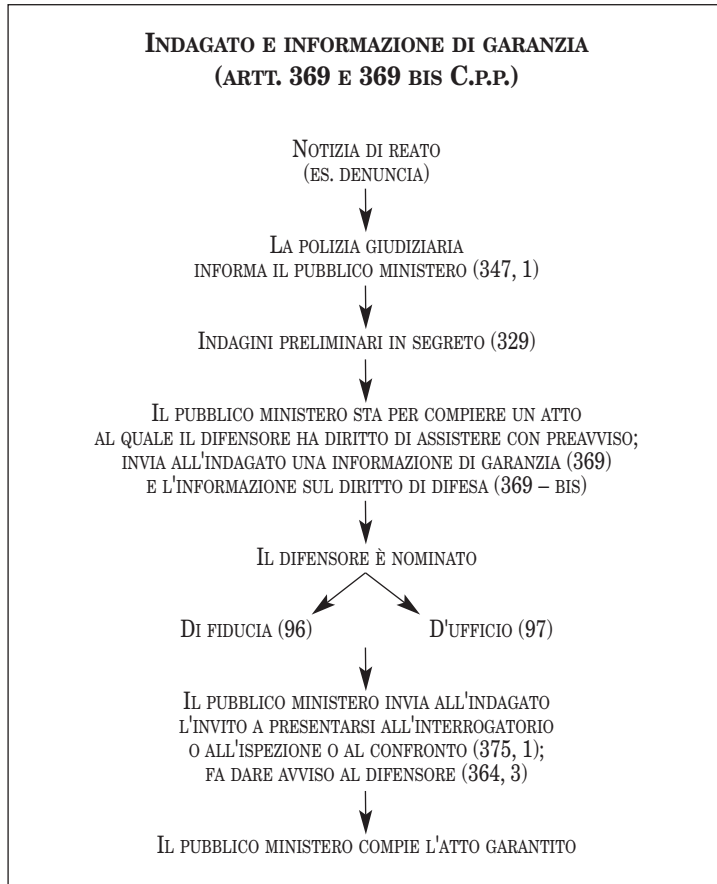 INDAGATO E INFORMAZIONE DI GARANZIA
(ARTT. 369 E 369 BIS C.P.P.)
NOTIZIA DI REATO
(ES. DENUNCIA)
LA POLIZIA GIUDIZIARIA
INFORMA IL PUBBLICO MINISTERO (347, 1)
INDAGINI PRELIMINARI IN SEGRETO (329)
IL PUBBLICO MINISTERO STA PER COMPIERE UN ATTO
AL QUALE IL DIFENSORE HA DIRITTO DI ASSISTERE CON PREAVVISO;
INVIA ALL'INDAGATO UNA INFORMAZIONE DI GARANZIA (369)
E L'INFORMAZIONE SUL DIRITTO DI DIFESA (369 – BIS)
IL DIFENSORE È NOMINATO
DI FIDUCIA (96) D'UFFICIO (97)
IL PUBBLICO MINISTERO INVIA ALL'INDAGATO
L'INVITO A PRESENTARSI ALL'INTERROGATORIO
O ALL'ISPEZIONE O AL CONFRONTO (375, 1);
FA DARE AVVISO AL DIFENSORE (364, 3)
IL PUBBLICO MINISTERO COMPIE L'ATTO GARANTITO